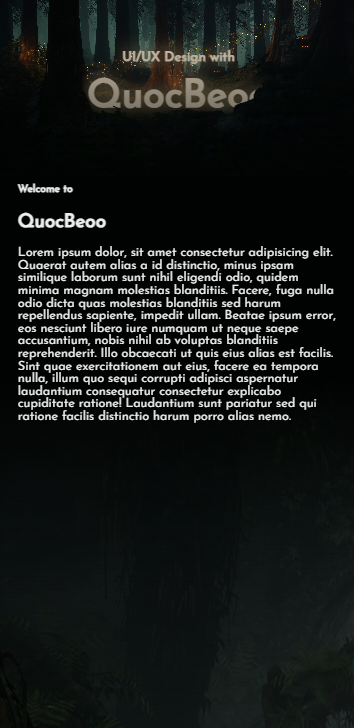 UI/UX Design with
QuocBeoo
Welcome to
QuocBeoo
Lorem ipsum dolor, sit amet consectetur adipisicing elit.
Quaerat autem alias a id distinctio, minus ipsam
similique laborum sunt nihil eligendi odio, quidem
minima magnam molestias blanditiis. Facere, fuga nulla
odio dicta quas molestias blanditiis sed harum
repellendus sapiente, impedit ullam. Beatae ipsum error,
eos nesciunt libero iure numquam ut neque saepe
accusantium, nobis nihil ab voluptas blanditiis
reprehenderit. Illo obcaecati ut quis eius alias est facilis.
Sint quae exercitationem aut eius, facere ea tempora
nulla, illum quo sequi corrupti adipisci aspernatur
laudantium consequatur consectetur explicabo
cupiditate ratione! Laudantium sunt pariatur sed qui
ratione facilis distinctio harum porro alias nemo.